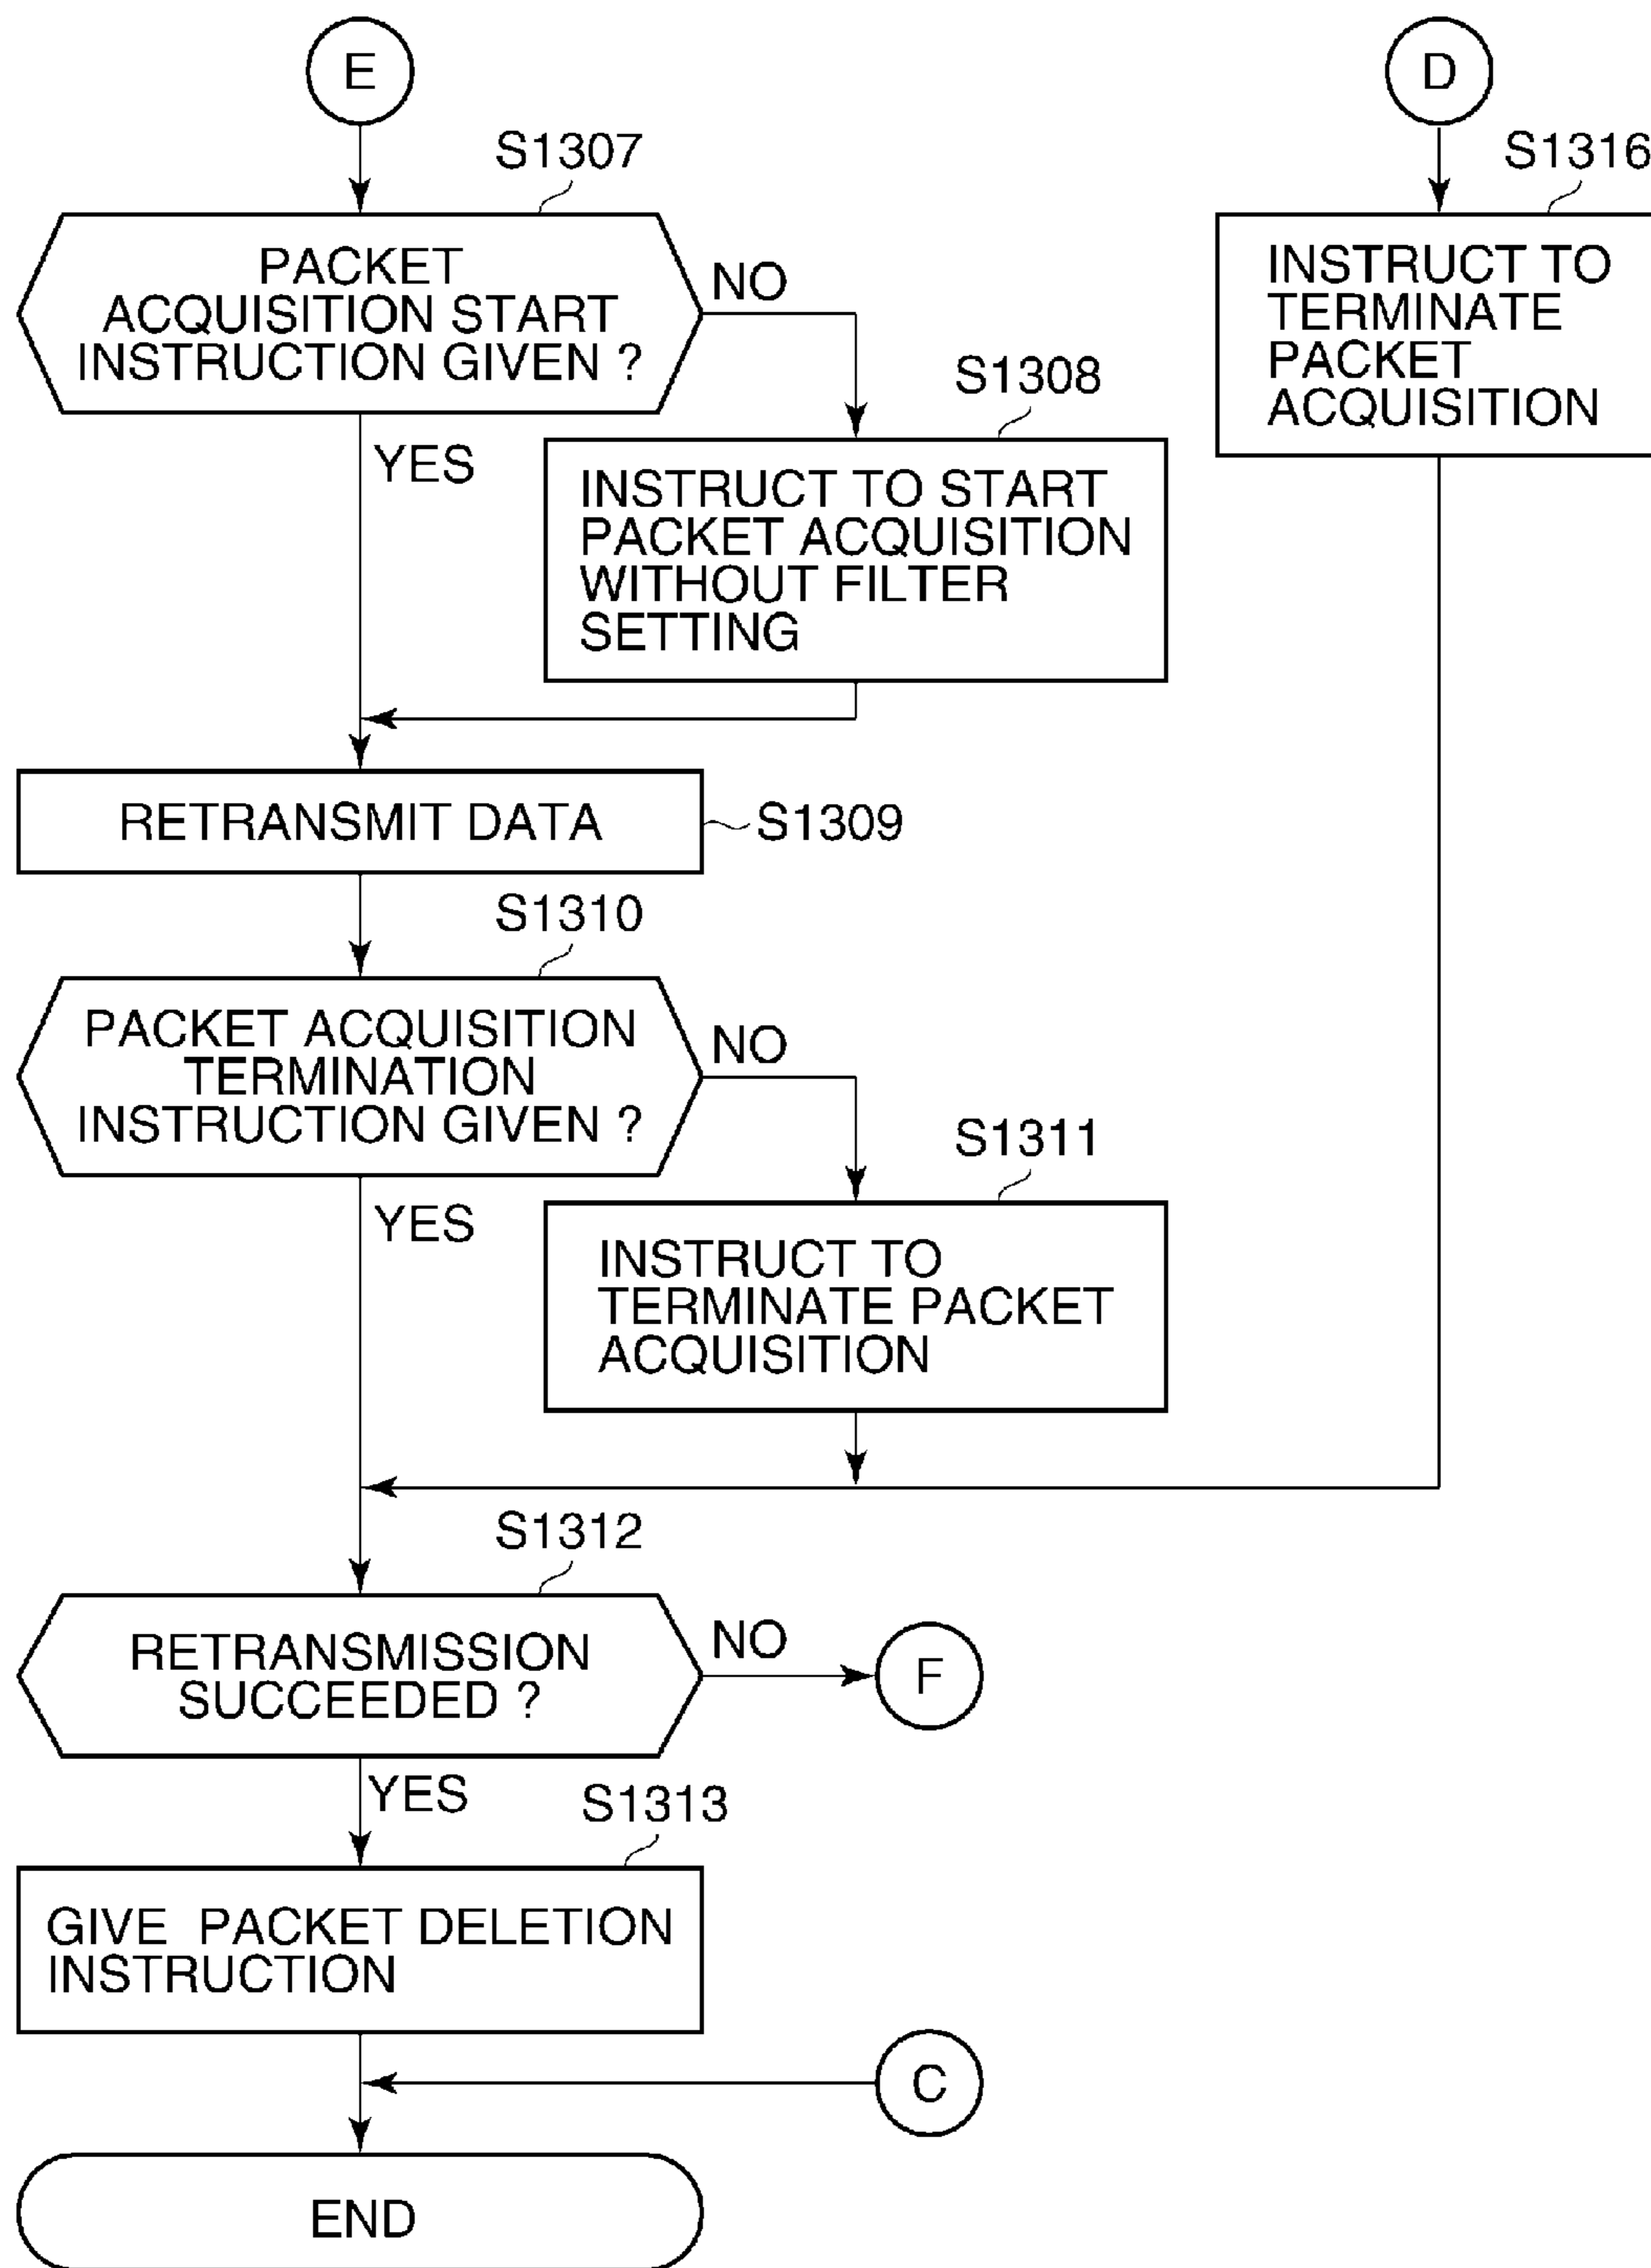 E
D
S1307
S1316
PACKET
ACQUISITION START
INSTRUCTION GIVEN ?
NO
YES
INSTRUCT TO
TERMINATE
PACKET
ACQUISITION
S1308
INSTRUCT TO START
PACKET ACQUISITION
WITHOUT FILTER
SETTING
RETRANSMIT DATA
S1309
S1310
PACKET ACQUISITION
TERMINATION
INSTRUCTION GIVEN ?
NO
YES
S1311
INSTRUCT TO
TERMINATE PACKET
ACQUISITION
S1312
RETRANSMISSION
SUCCEEDED ?
NO
F
YES
S1313
GIVE PACKET DELETION
INSTRUCTION
C
END